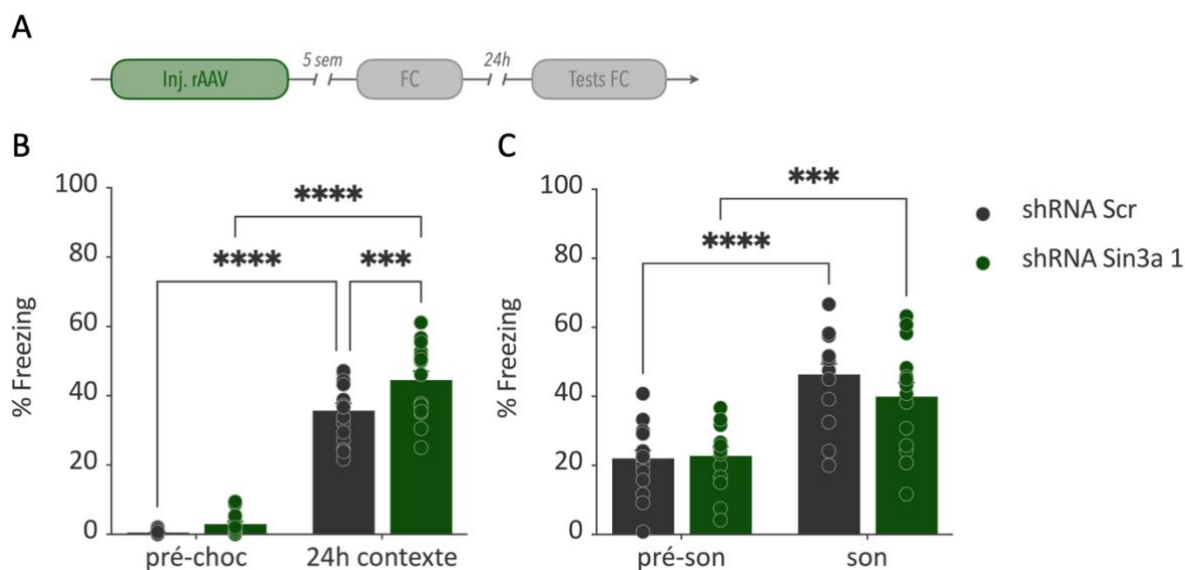 A
Inj. rAAV
5 sem
FC
24h
Tests FC
B
C
100
80
60
40
20
0
% Freezing
****
****
***
pré-choc
24h contexte
100
80
60
40
20
0
% Freezing
***
****
pré-son
son
shRNA Scr
shRNA Sin3a 1